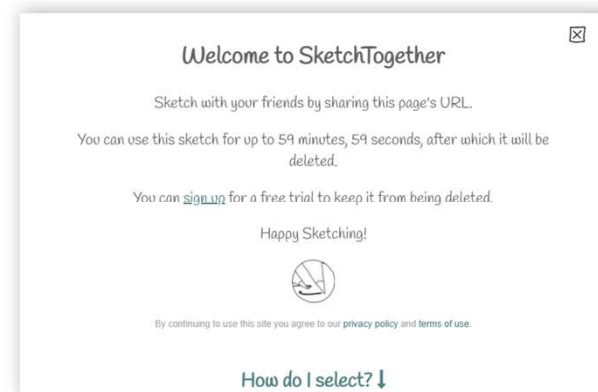 Welcome to SketchTogether
Sketch with your friends by sharing this page's URL.
You can use this sketch for up to 59 minutes, 59 seconds, after which it will be
deleted.
You can sign up for a free trial to keep it from being deleted.
Happy Sketching!
By continuing to use this site you agree to our privacy policy and terms of use.
How do I select?